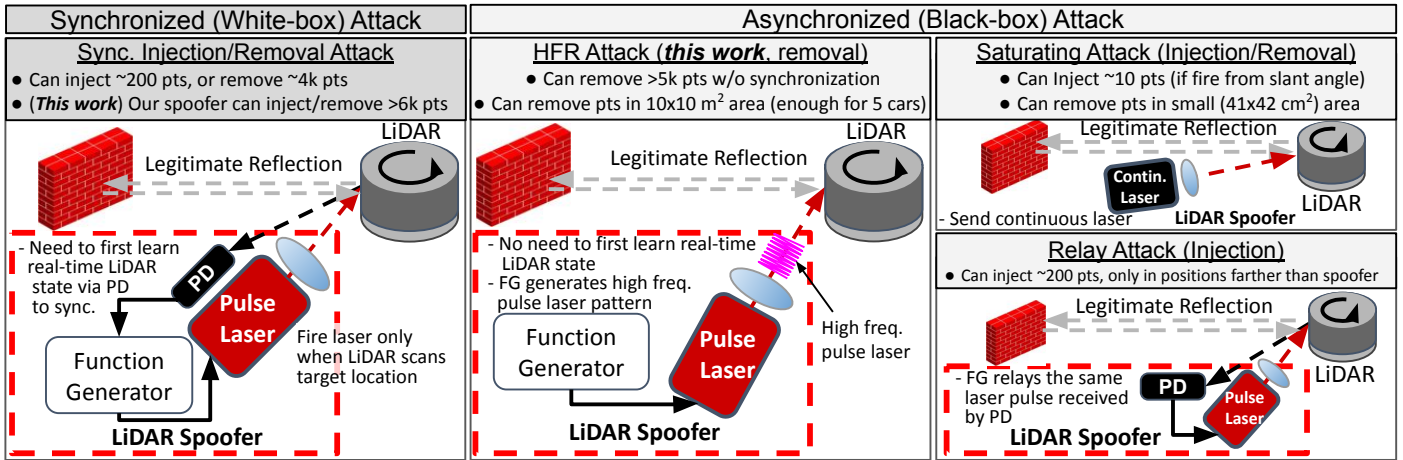 Synchronized (White-box) Attack
Asynchronized (Black-box) Attack
Sync. Injection/Removal Attack
● Can inject ~200 pts, or remove ~4k pts
● (This work) Our spoofer can inject/remove >6k pts
LiDAR
Legitimate Reflection
- Need to first learn
real-time LiDAR
state via PD
to sync.
PD
Pulse
Laser
Function
Generator
Fire laser only
when LiDAR scans
target location
LiDAR Spoofer
HFR Attack (this work, removal)
● Can remove >5k pts w/o synchronization
● Can remove pts in 10x10 m² area (enough for 5 cars)
LiDAR
Legitimate Reflection
- No need to first learn real-time
LiDAR state
- FG generates high freq.
pulse laser pattern
Function
Generator
Pulse
Laser
High freq.
pulse laser
LiDAR Spoofer
Saturating Attack (Injection/Removal)
● Can Inject ~10 pts (if fire from slant angle)
● Can remove pts in small (41x42 cm²) area
Legitimate Reflection
Contin.
Laser
LiDAR
- Send continuous laser
LiDAR Spoofer
Relay Attack (Injection)
● Can inject ~200 pts, only in positions farther than spoofer
Legitimate Reflection
LiDAR
- FG relays the same
laser pulse received
by PD
PD
Pulse
Laser
LiDAR Spoofer